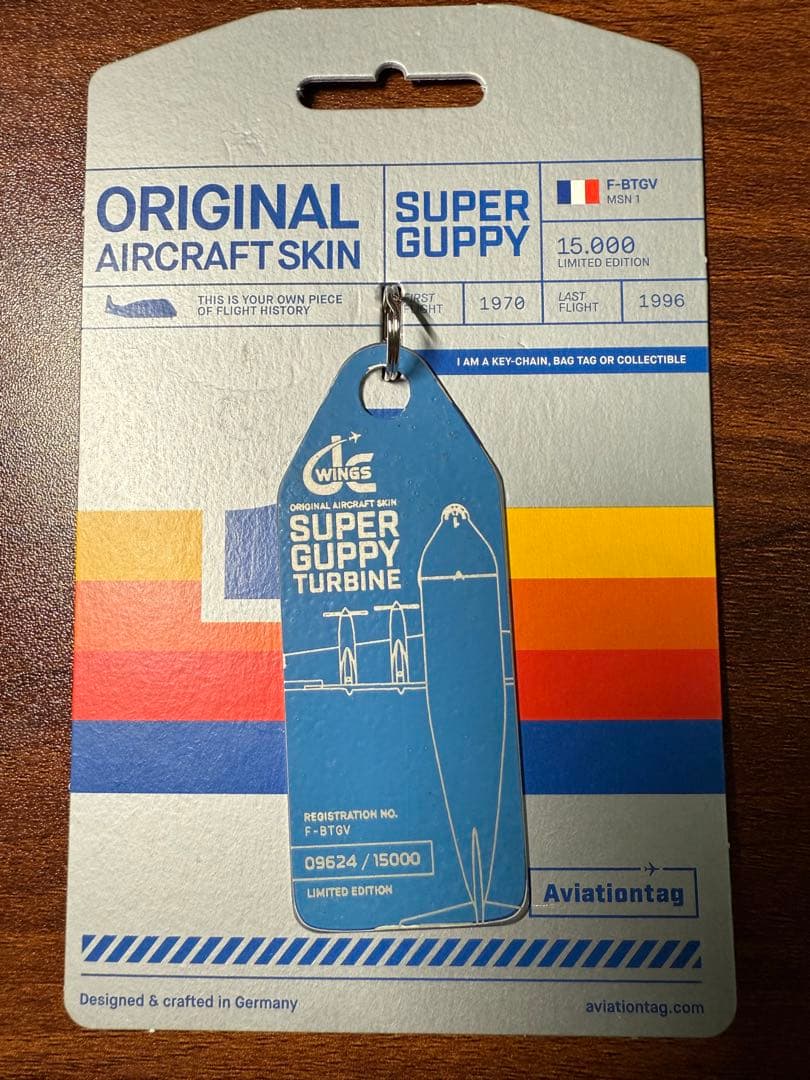 ORIGINAL
AIRCRAFT SKIN
SUPER
GUPPY
F-BTGV
MSN 1
15.000
LIMITED EDITION
THIS IS YOUR OWN PIECE
OF FLIGHT HISTORY
FIRST
FLIGHT
1970
LAST
FLIGHT
1996
I AM A KEY-CHAIN, BAG TAG OR COLLECTIBLE
JC
WINGS
ORIGINAL AIRCRAFT SKIN
SUPER
GUPPY
TURBINE
REGISTRATION NO.
F-BTGV
09624 / 15000
LIMITED EDITION
Aviationtag
Designed & crafted in Germany
aviationtag.com